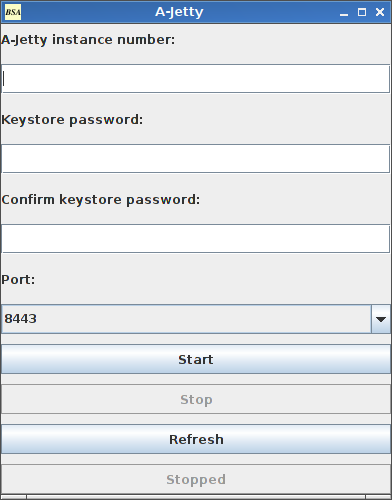 BSA
A-Jetty
A-Jetty instance number:
Keystore password:
Confirm keystore password:
Port:
8443
Start
Stop
Refresh
Stopped